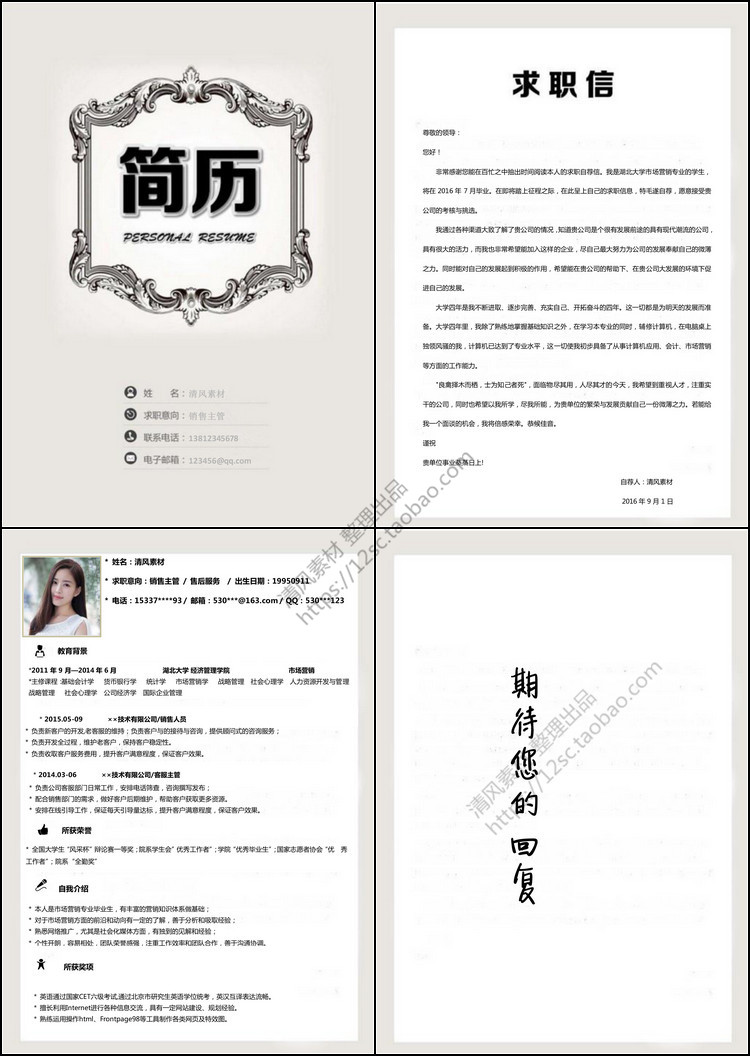 简历
PERSONAL RESUME
姓 名：清风素材
求职意向：销售主管
联系电话：13812345678
电子邮箱：123456@qq.com
求职信
尊敬的领导：
您好！
非常感谢您能在百忙之中抽出时间阅读本人的求职自荐信。我是湖北大学市场营销专业的学生，
将在 2016 年 7 月毕业。在即将踏上征程之际，在此呈上自己的求职信息，特毛遂自荐，愿意接受贵
公司的考核与挑选。
我通过各种渠道大致了解了贵公司的情况,知道贵公司是个很有发展前途的具有现代潮流的公司，
具有很大的活力，而我也非常希望能加入这样的企业，尽自己最大努力为公司的发展奉献自己的微薄
之力。同时能对自己的发展起到积极的作用，希望能在贵公司的帮助下、在贵公司大发展的环境下促
进自己的发展。
大学四年是我不断进取、逐步完善、充实自己、开拓奋斗的四年。这一切都是为明天的发展而准
备。大学四年里，我除了熟练地掌握基础知识之外，在学习本专业的同时，辅修计算机，在电脑桌上
独领风骚的我，计算机已达到了专业水平，这一切使我初步具备了从事计算机应用、会计、市场营销
等方面的工作能力。
"良禽择木而栖，士为知己者死"，面临物尽其用，人尽其才的今天，我希望到重视人才，注重实
干的公司，同时也希望以我所学，尽我所能，为贵单位的繁荣与发展贡献自己一份微薄之力。若能给
我一个面谈的机会，我将倍感荣幸。恭候佳音。
谨祝
贵单位事业蒸蒸日上!
自荐人：清风素材
2016 年 9 月 1 日
清风素材 整理出品
https://12sc.taobao.com
* 姓名：清风素材
* 求职意向：销售主管 / 售后服务 / 出生日期：19950911
* 电话：15337****93 / 邮箱：530***@163.com / QQ：530***123
教育背景
*2011 年 9 月—2014 年 6 月 湖北大学 经济管理学院 市场营销
*主修课程 :基础会计学 货币银行学 统计学 市场营销学 战略管理 社会心理学 人力资源开发与管理
战略管理 社会心理学 公司经济学 国际企业管理
* 2015.05-09 ××技术有限公司/销售人员
* 负责新客户的开发,老客服的维持；负责客户与的接待与咨询，提供顾问式的咨询服务；
* 负责开发全过程，维护老客户，保持客户稳定性。
* 负责收取客户服务费用，提升客户满意程度，保证客户效果。
* 2014.03-06 ××技术有限公司/客服主管
* 负责公司客服部门日常工作，安排电话筛查，咨询撰写发布；
* 配合销售部门的需求，做好客户后期维护，帮助客户获取更多资源。
* 安排在线引导工作，保证每天引导量达标，提升客户满意程度，保证客户效果。
所获荣誉
* 全国大学生 "风采杯" 辩论赛一等奖；院系学生会" 优秀工作者"；学院 "优秀毕业生"；国家志愿者协会 "优 秀
工作者"；院系 "全勤奖"
自我介绍
* 本人是市场营销专业毕业生，有丰富的营销知识体系做基础；
* 对于市场营销方面的前沿和动向有一定的了解，善于分析和吸取经验；
* 熟悉网络推广，尤其是社会化媒体方面，有独到的见解和经验；
* 个性开朗，容易相处，团队荣誉感强，注重工作效率和团队合作，善于沟通协调。
所获奖项
* 英语通过国家CET六级考试,通过北京市研究生英语学位统考，英汉互译表达流畅。
* 擅长利用Internet进行各种信息交流，具有一定网站建设、规划经验。
* 熟练运用操作html、Frontpage98等工具制作各类网页及特效图。
期待您的回复
清风素材 整理出品
https://12sc.taobao.com